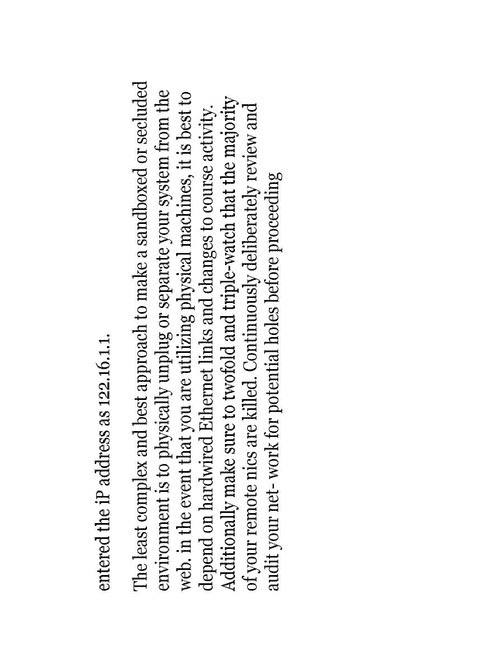 entered the iP address as 122.16.1.1.
The least complex and best approach to make a sandboxed or secluded
environment is to physically unplug or separate your system from the
web. in the event that you are utilizing physical machines, it is best to
depend on hardwired Ethernet links and changes to course activity.
Additionally make sure to twofold and triple-watch that the majority
of your remote nics are killed. Continuously deliberately review and
audit your net- work for potential holes before proceeding